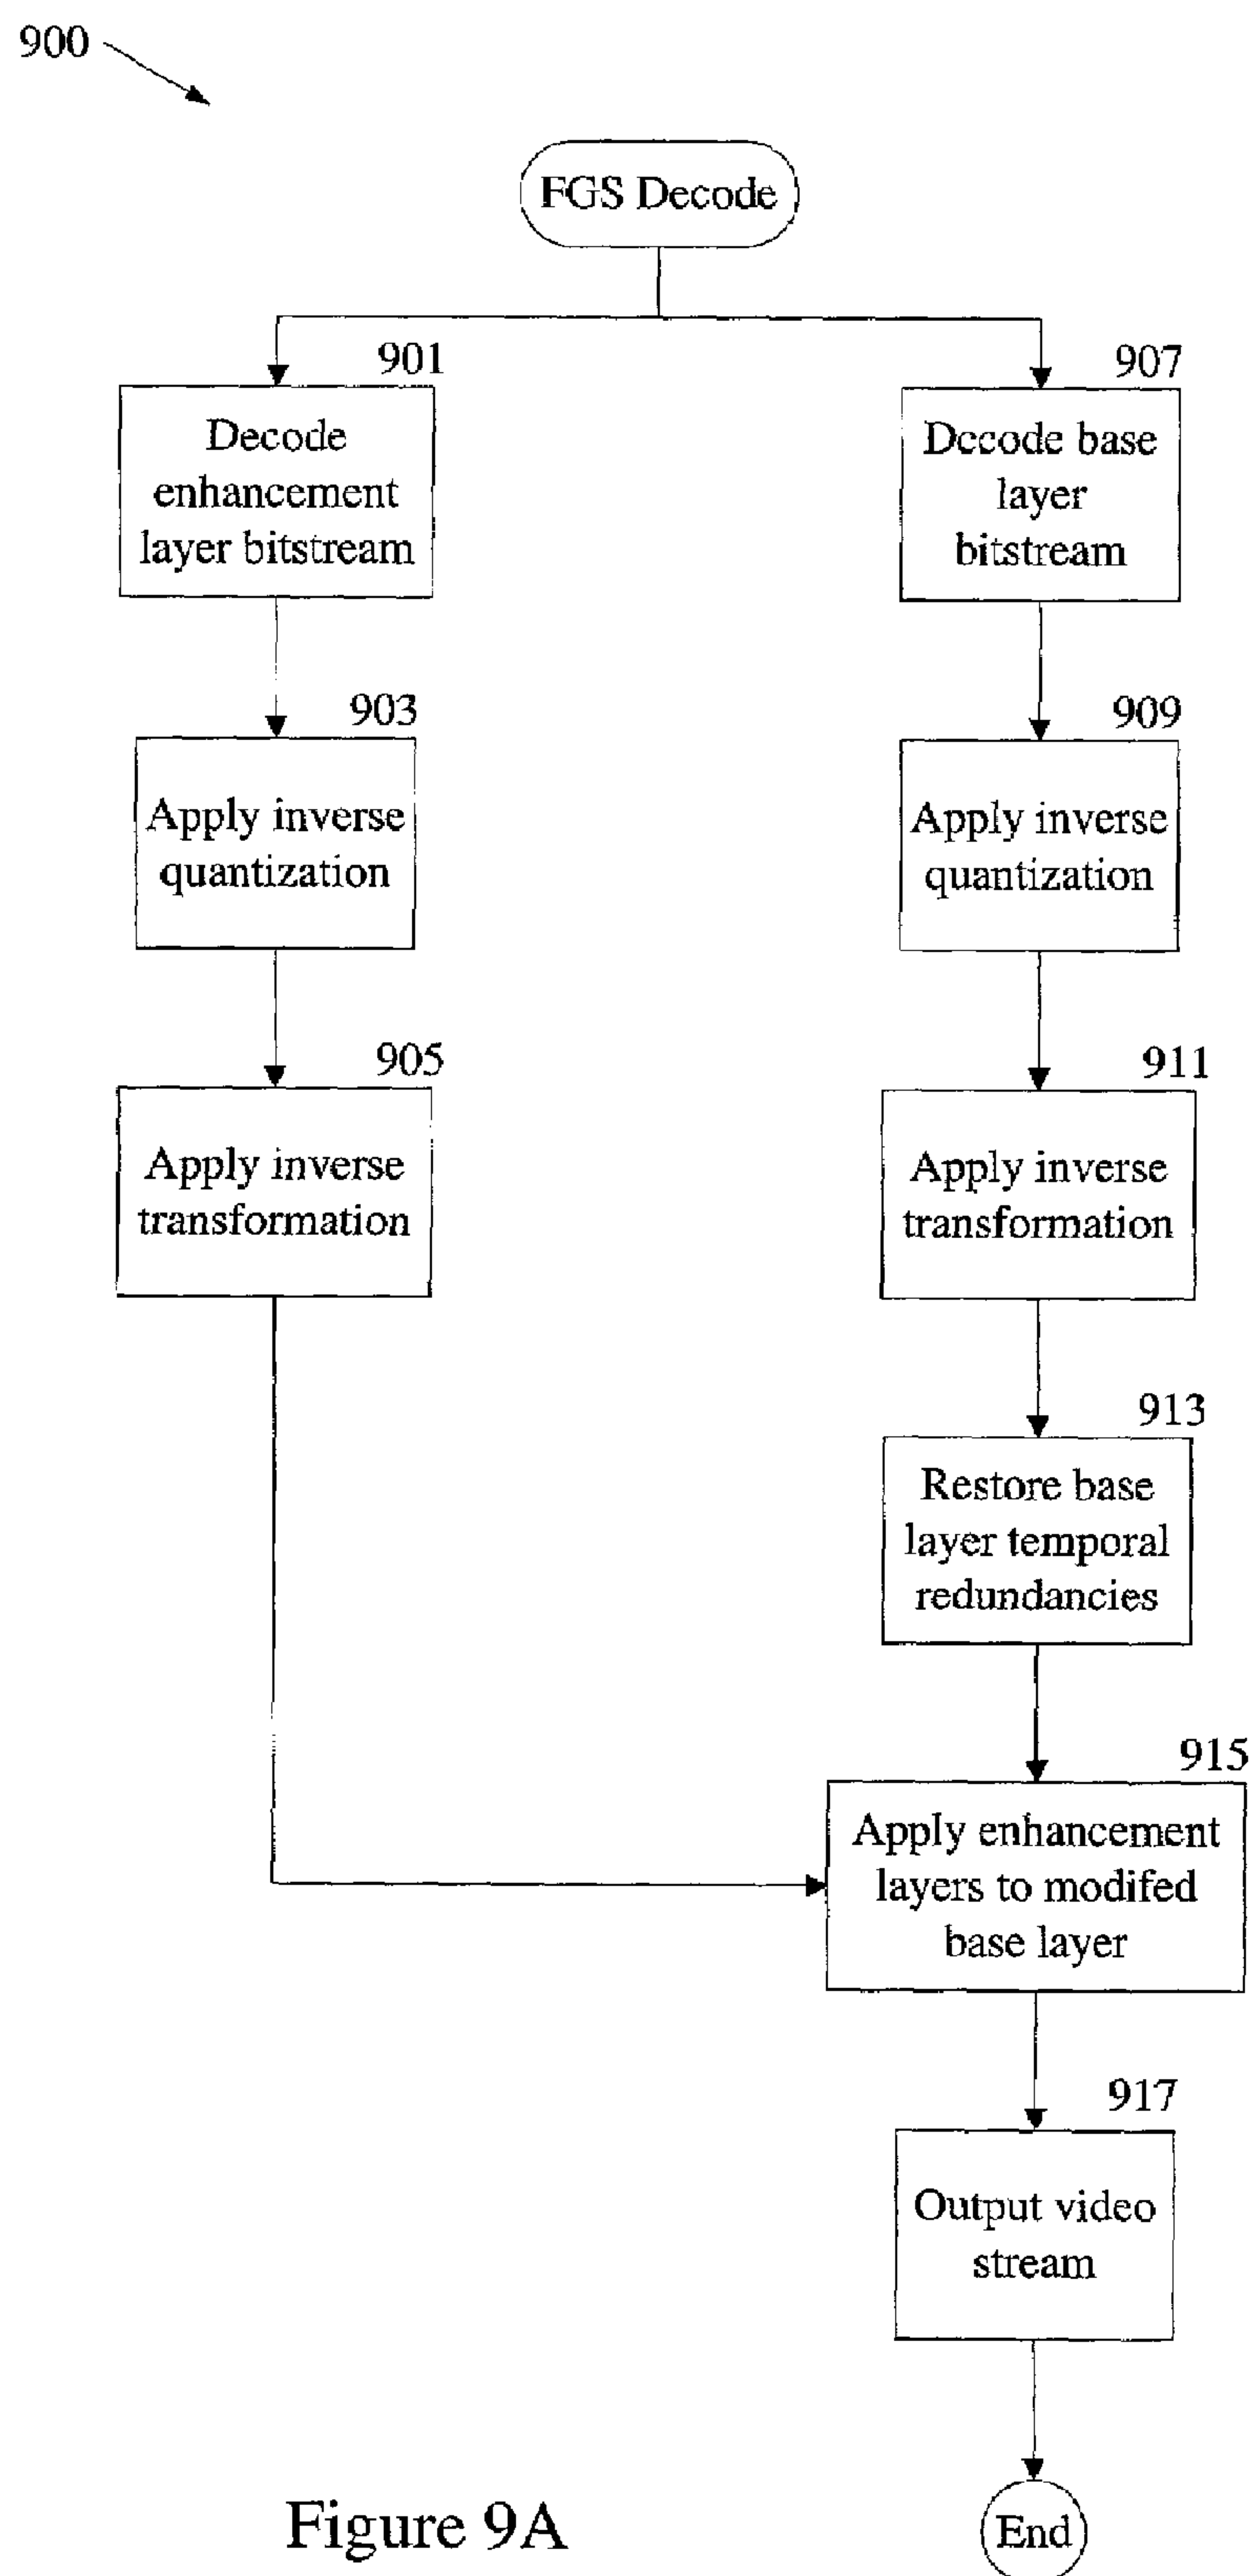 900
FGS Decode
901
Decode
enhancement
layer bitstream
903
Apply inverse
quantization
905
Apply inverse
transformation
907
Decode base
layer
bitstream
909
Apply inverse
quantization
911
Apply inverse
transformation
913
Restore base
layer temporal
redundancies
915
Apply enhancement
layers to modifed
base layer
917
Output video
stream
End
Figure 9A